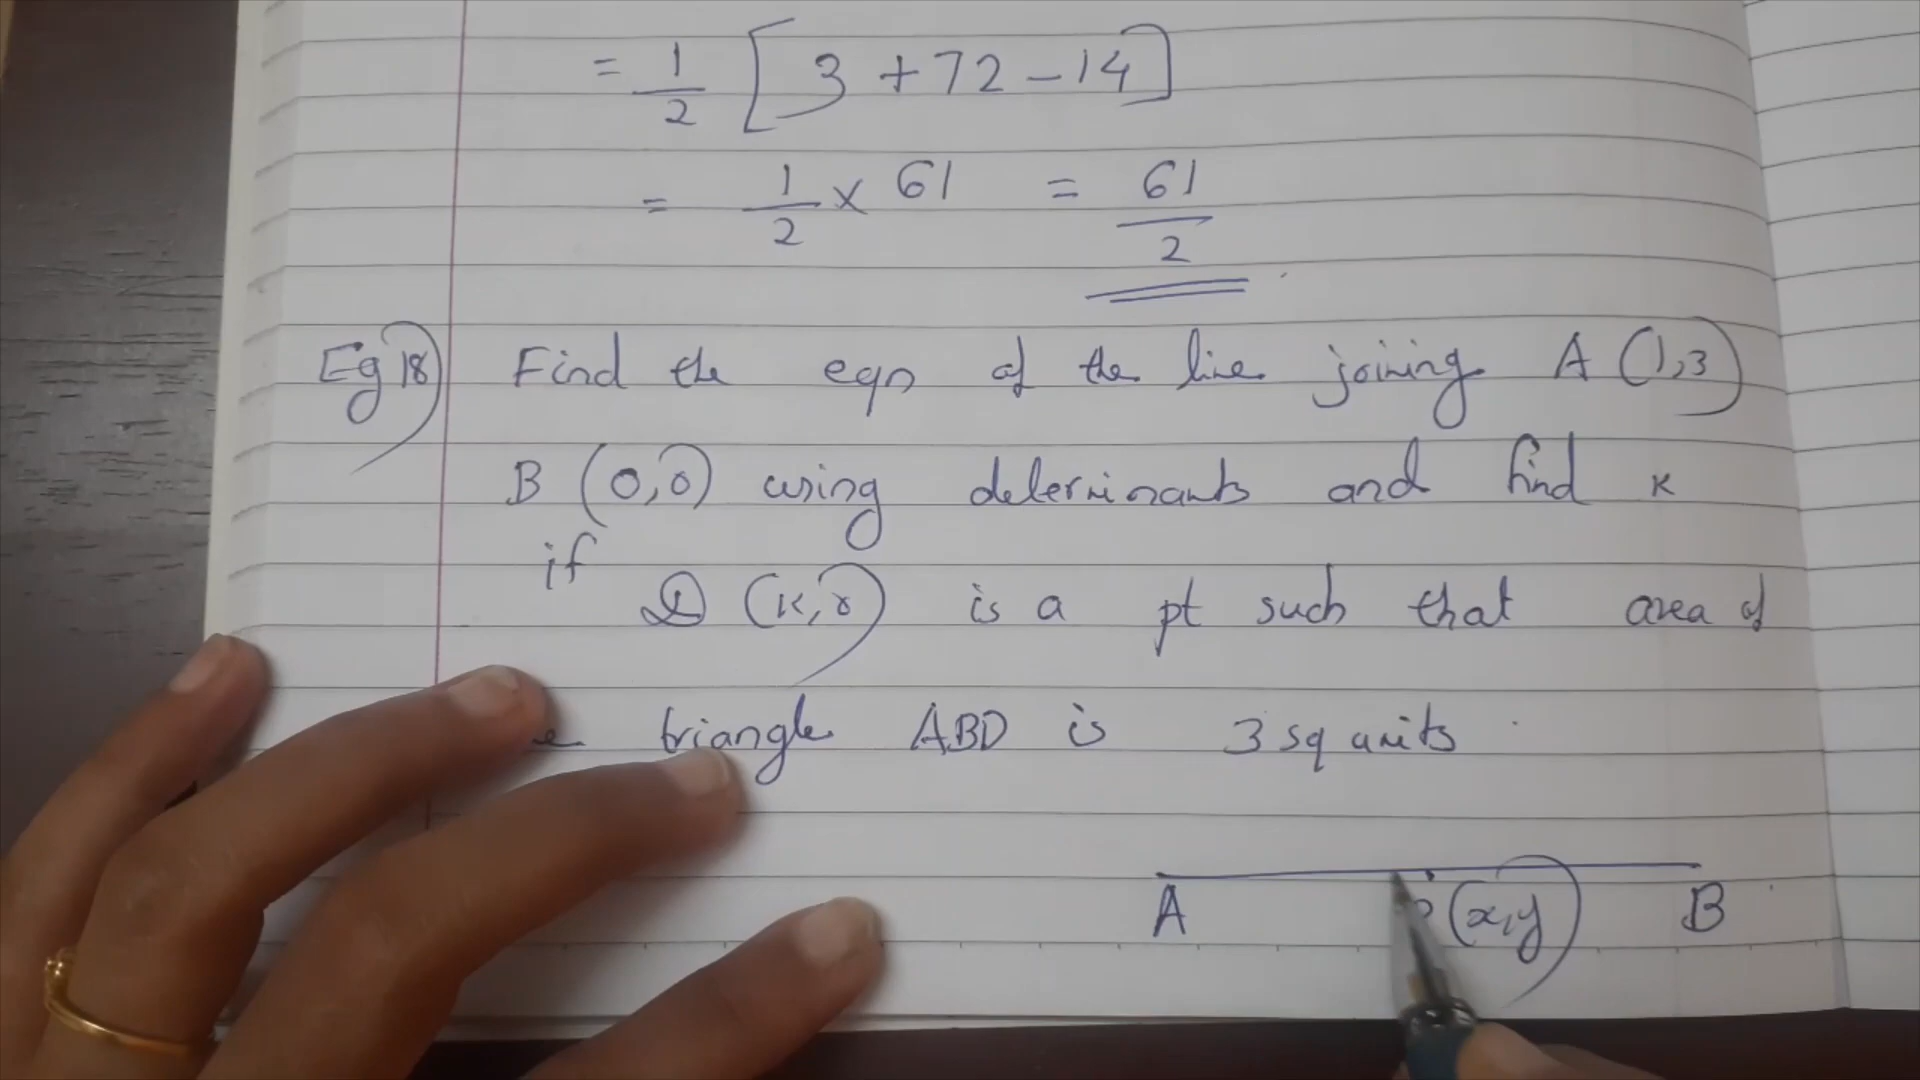 = 1/2 [3 + 72 - 14]
= 1/2 × 61 = 61/2
Eg 18) Find the eqn of the line joining A (1,3)
B (0,0) using determinants and find k
if D (k,0) is a pt such that area of
triangle ABD is 3 sq units.
A (x,y) B